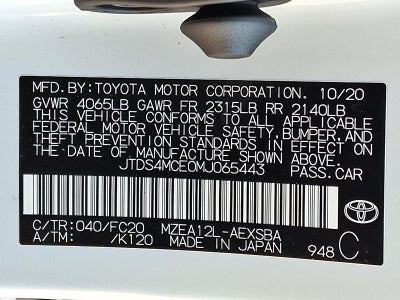 MFD.BY:TOYOTA MOTOR CORPORATION. 10/20
GVWR 4065LB GAWR FR 2315LB RR 2140LB
THIS VEHICLE CONFORMS TO ALL APPLICABLE
FEDERAL MOTOR VEHICLE SAFETY,BUMPER,AND
THEFT PREVENTION STANDARDS IN EFFECT ON
THE DATE OF MANUFACTURE SHOWN ABOVE.
JTDS4MCE0MJ065443 PASS.CAR
C/TR:040/FC20 MZEA12L-AEXSBA
A/TM: /K120 MADE IN JAPAN 948 C